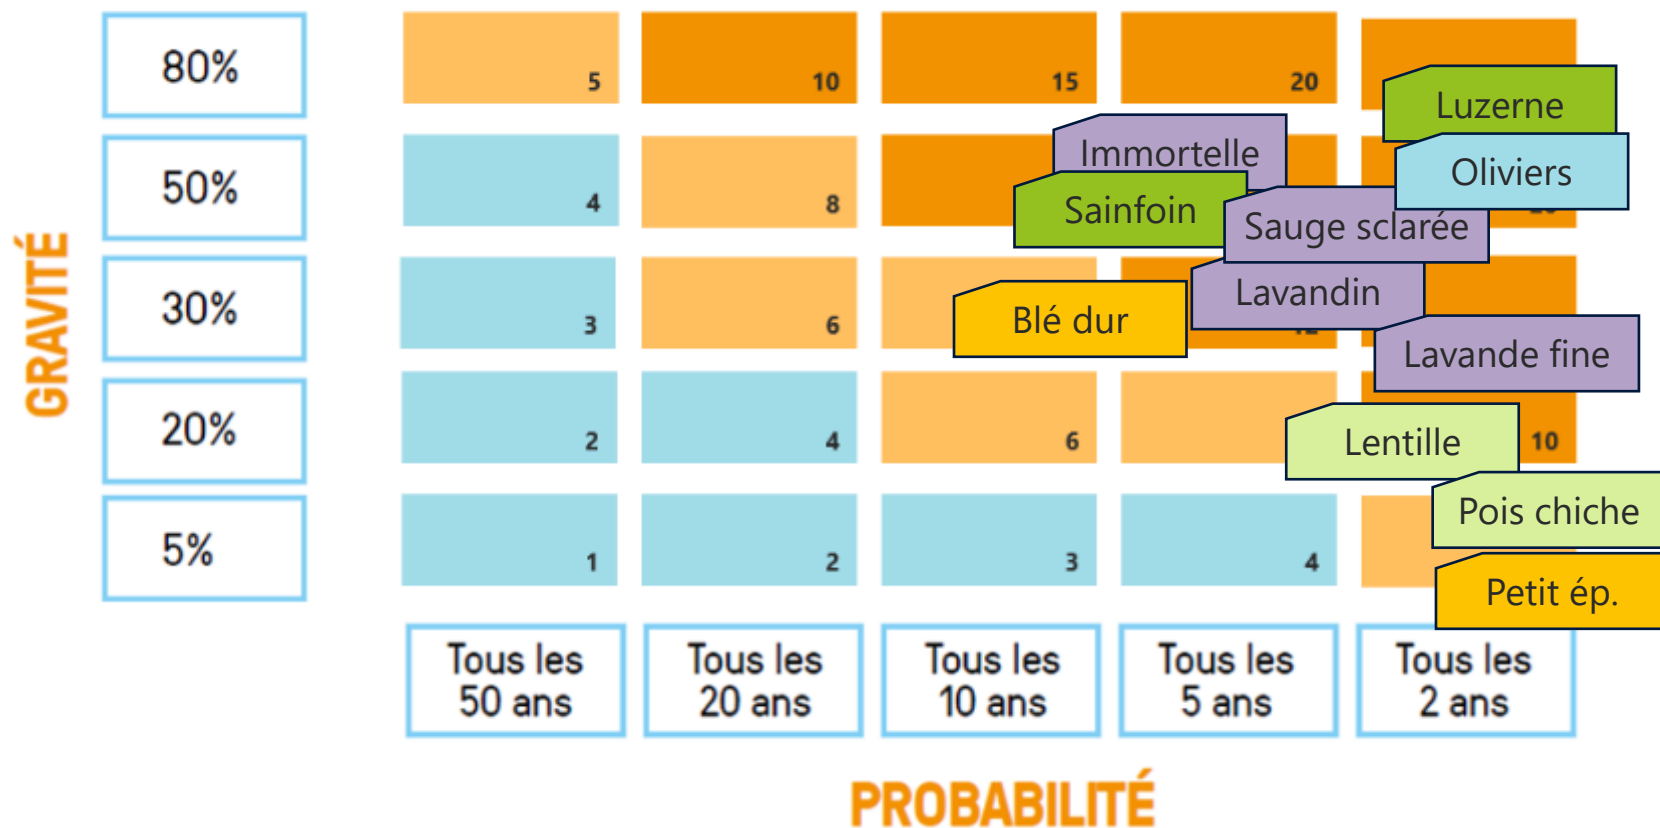 GRAVITÉ
80%
5
10
15
20
Luzerne
50%
4
8
Immortelle
Oliviers
Sainfoin
Sauge sclarée
30%
3
6
Blé dur
Lavandin
Lavande fine
20%
2
4
6
Lentille
10
Pois chiche
5%
1
2
3
4
Petit ép.
Tous les
50 ans
Tous les
20 ans
Tous les
10 ans
Tous les
5 ans
Tous les
2 ans
PROBABILITÉ